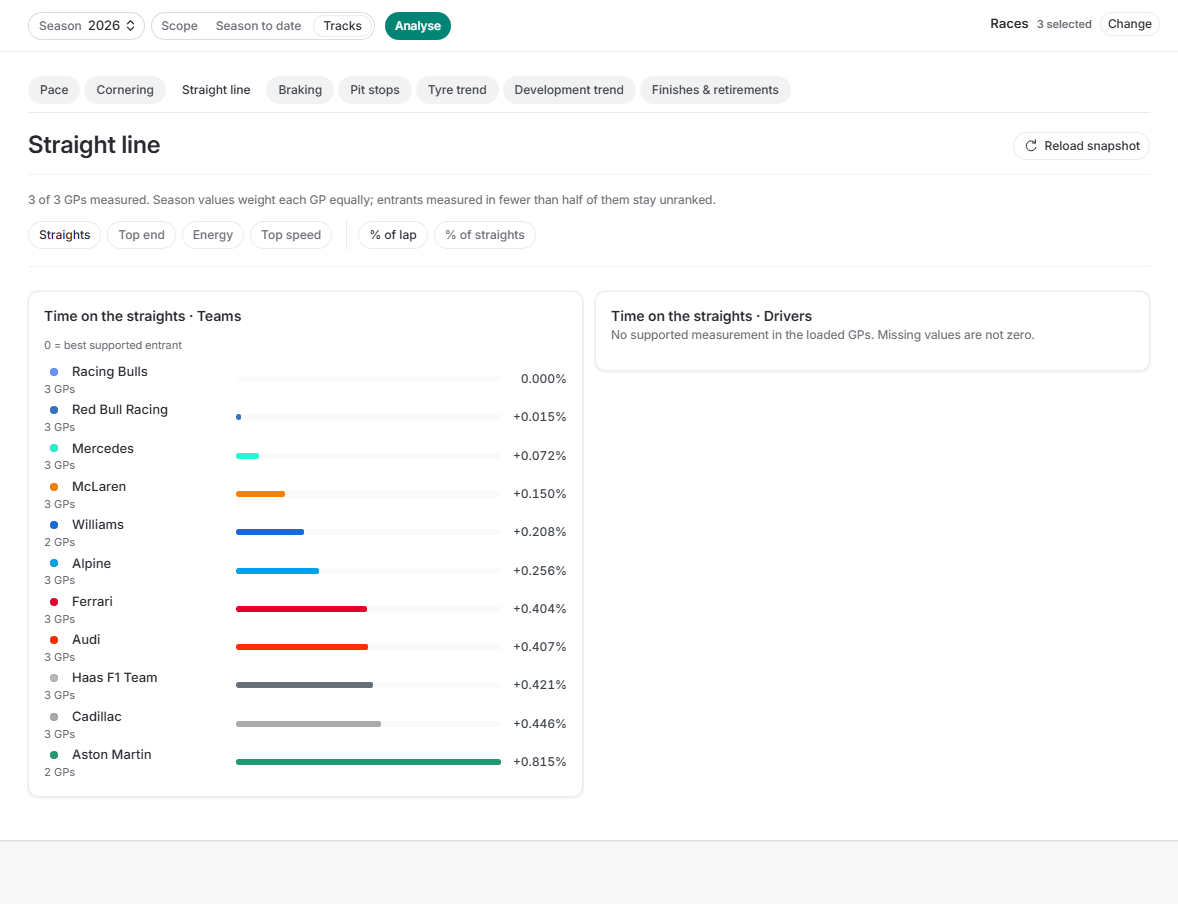 Season 2026
Scope Season to date Tracks
Analyse
Races 3 selected Change
Pace Cornering Straight line Braking Pit stops Tyre trend Development trend Finishes & retirements
Straight line
Reload snapshot
3 of 3 GPs measured. Season values weight each GP equally; entrants measured in fewer than half of them stay unranked.
Straights Top end Energy Top speed % of lap % of straights
Time on the straights · Teams
0 = best supported entrant
Racing Bulls
3 GPs
0.000%
Red Bull Racing
3 GPs
+0.015%
Mercedes
3 GPs
+0.072%
McLaren
3 GPs
+0.150%
Williams
2 GPs
+0.208%
Alpine
3 GPs
+0.256%
Ferrari
3 GPs
+0.404%
Audi
3 GPs
+0.407%
Haas F1 Team
3 GPs
+0.421%
Cadillac
3 GPs
+0.446%
Aston Martin
2 GPs
+0.815%
Time on the straights · Drivers
No supported measurement in the loaded GPs. Missing values are not zero.